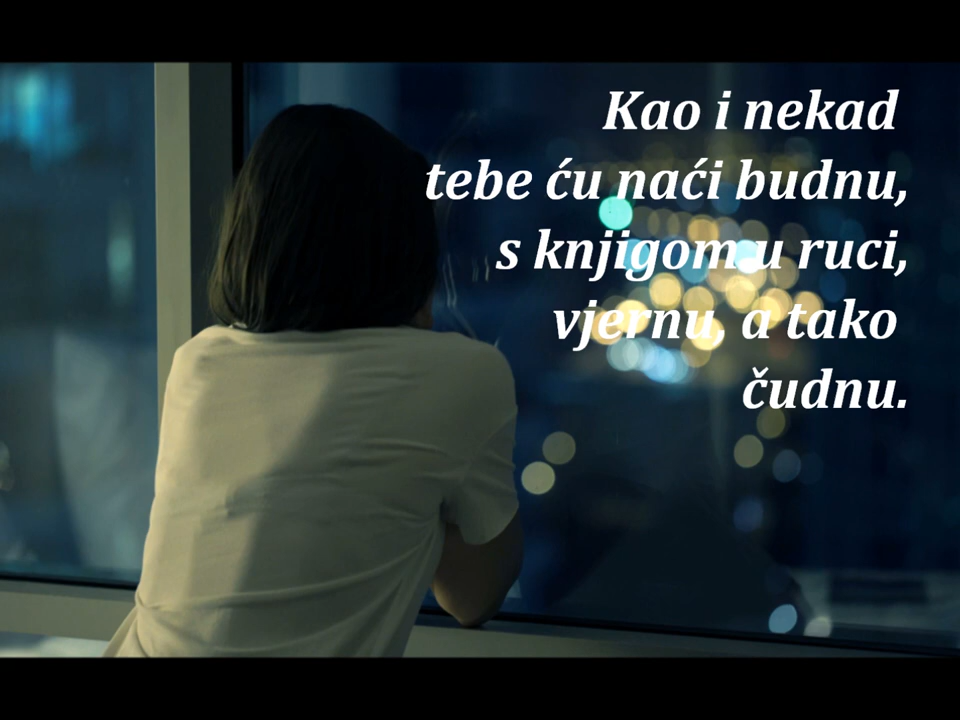 Kao i nekad
tebe ću naći budnu,
s knjigom u ruci,
vjernu, a tako
čudnu.